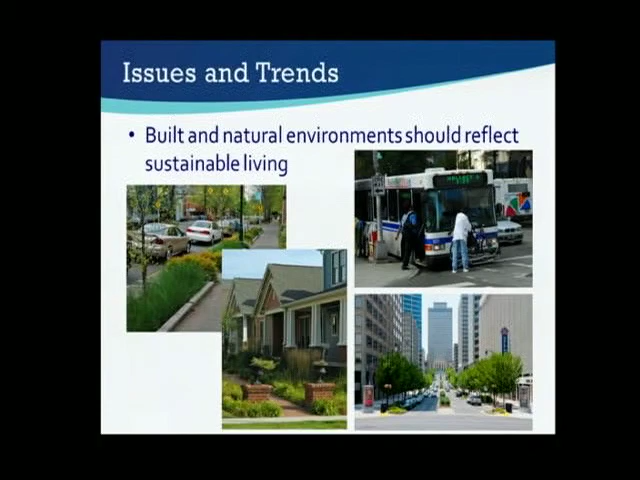 Issues and Trends
• Built and natural environments should reflect
sustainable living